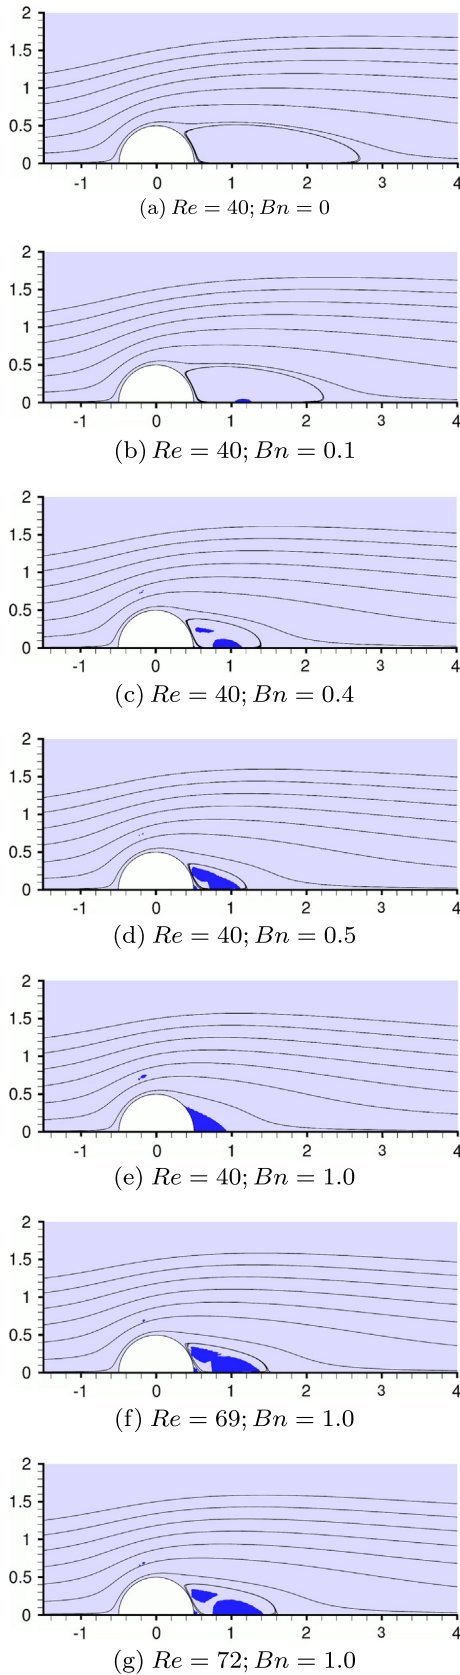 2
1.5
1
0.5
0
-1 0 1 2 3 4
(a) Re = 40; Bn = 0
2
1.5
1
0.5
0
-1 0 1 2 3 4
(b) Re = 40; Bn = 0.1
2
1.5
1
0.5
0
-1 0 1 2 3 4
(c) Re = 40; Bn = 0.4
2
1.5
1
0.5
0
-1 0 1 2 3 4
(d) Re = 40; Bn = 0.5
2
1.5
1
0.5
0
-1 0 1 2 3 4
(e) Re = 40; Bn = 1.0
2
1.5
1
0.5
0
-1 0 1 2 3 4
(f) Re = 69; Bn = 1.0
2
1.5
1
0.5
0
-1 0 1 2 3 4
(g) Re = 72; Bn = 1.0